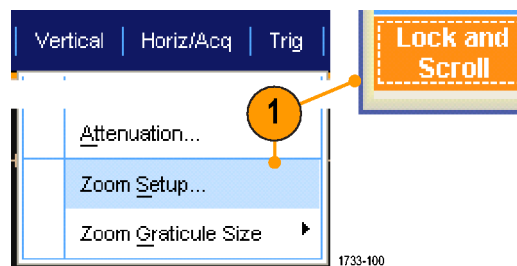 Vertical | Horiz/Acq | Trig
Lock and
Scroll
1
Attenuation...
Zoom Setup...
Zoom Graticule Size
1733-100